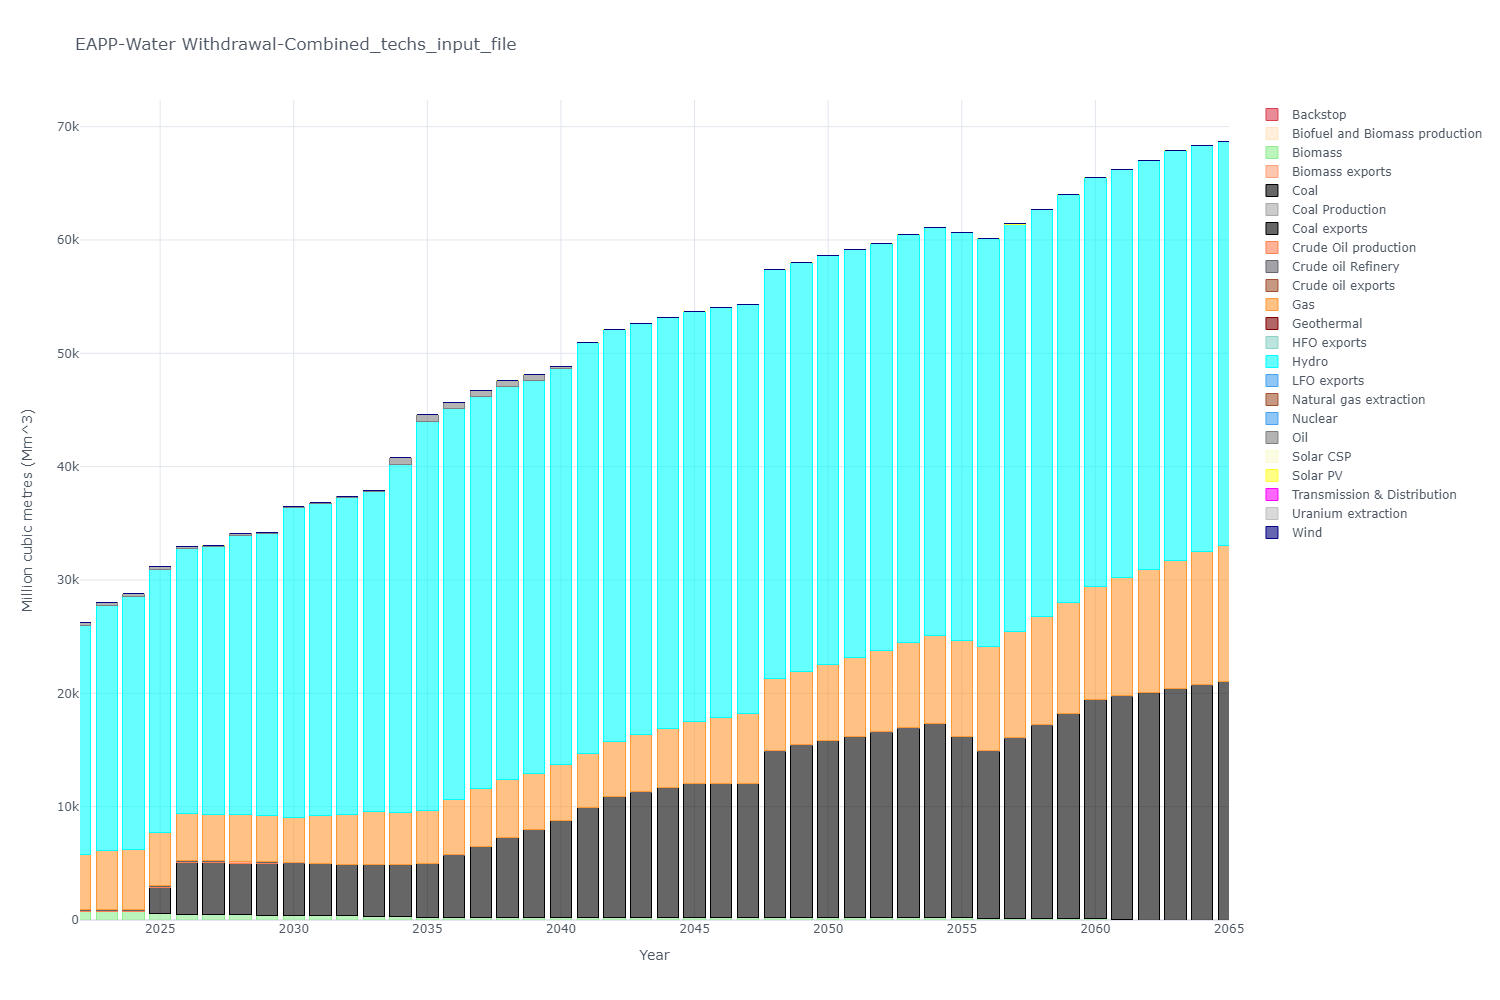 EAPP-Water Withdrawal-Combined_techs_input_file
Million cubic metres (Mm^3)
70k
60k
50k
40k
30k
20k
10k
0
2025 2030 2035 2040 2045 2050 2055 2060 2065
Year
Backstop
Biofuel and Biomass production
Biomass
Biomass exports
Coal
Coal Production
Coal exports
Crude Oil production
Crude oil Refinery
Crude oil exports
Gas
Geothermal
HFO exports
Hydro
LFO exports
Natural gas extraction
Nuclear
Oil
Solar CSP
Solar PV
Transmission & Distribution
Uranium extraction
Wind